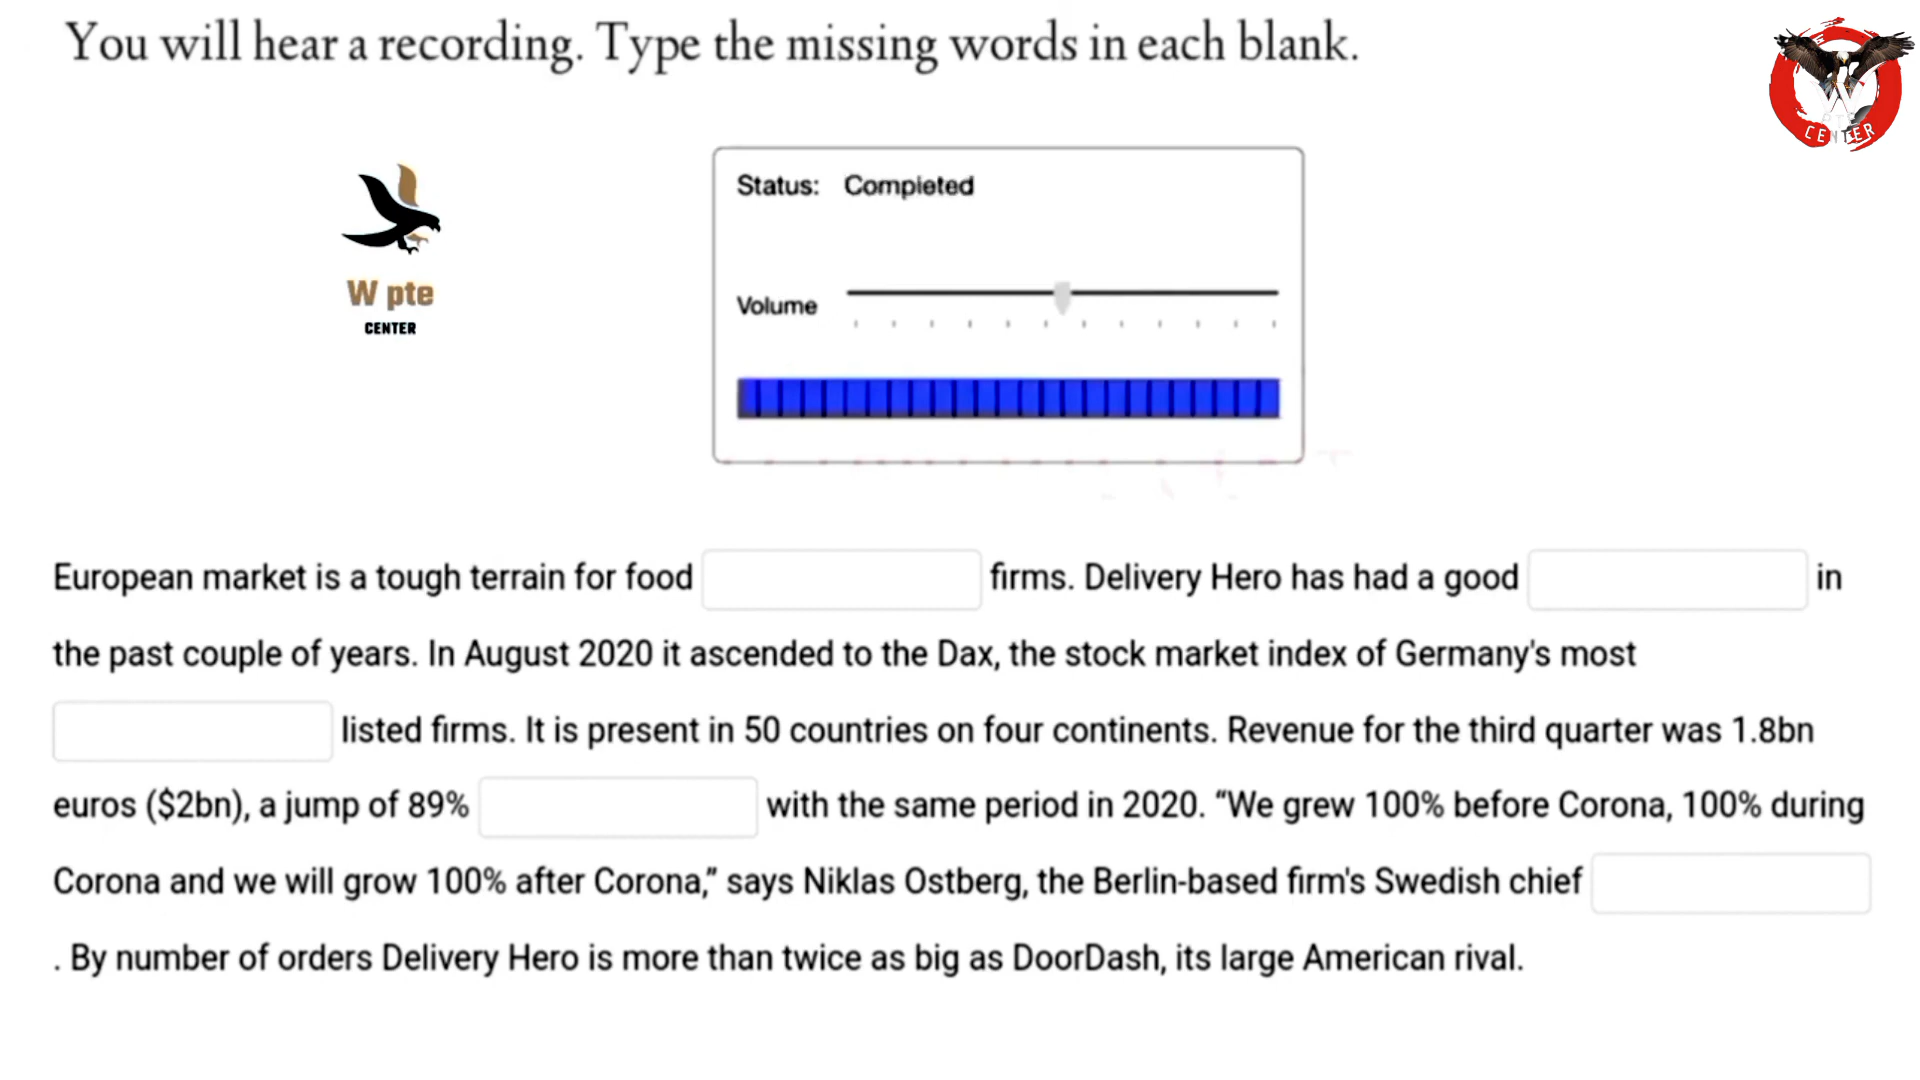 You will hear a recording. Type the missing words in each blank.
CENTER
W pte
CENTER
Status: Completed
Volume
European market is a tough terrain for food firms. Delivery Hero has had a good in
the past couple of years. In August 2020 it ascended to the Dax, the stock market index of Germany's most
listed firms. It is present in 50 countries on four continents. Revenue for the third quarter was 1.8bn
euros ($2bn), a jump of 89% with the same period in 2020. “We grew 100% before Corona, 100% during
Corona and we will grow 100% after Corona,” says Niklas Ostberg, the Berlin-based firm's Swedish chief
. By number of orders Delivery Hero is more than twice as big as DoorDash, its large American rival.